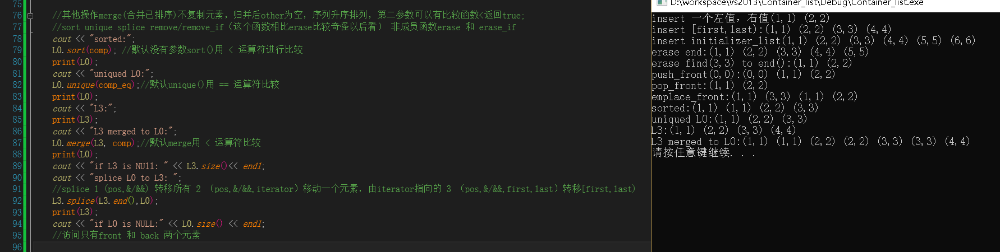 75
76 //其他操作merge(合并已排序)不复制元素，归并后other为空，序列升序排列，第二参数可以有比较函数<返回true;
77 //sort unique splice remove/remove_if（这个函数相比erase比较奇怪以后看） 非成员函数erase 和 erase_if
78 cout << "sorted:";
79 L0.sort(comp); //默认没有参数sort()用 < 运算符进行比较
80 print(L0);
81 cout << "uniqued L0:";
82 L0.unique(comp_eq);//默认unique()用 == 运算符比较
83 print(L0);
84 cout << "L3:";
85 print(L3);
86 cout << "L3 merged to L0:";
87 L0.merge(L3, comp);//默认merge用 < 运算符比较
88 print(L0);
89 cout << "if L3 is NUll: " << L3.size()<< endl;
90 cout << "splice L0 to L3: ";
91 //splice 1 (pos,&/&&) 转移所有 2 （pos,&/&&,iterator）移动一个元素，由iterator指向的 3 （pos,&/&&,first,last）转移[first,last)
92 L3.splice(L3.end(),L0);
93 print(L3);
94 cout << "if L0 is NULL:" << L0.size() << endl;
95 //访问只有front 和 back 两个元素
96
D:\workspace\vs2013\Container_list\Debug\Container_list.exe
insert 一个左值，右值(1,1) (2,2)
insert [first,last):(1,1) (2,2) (3,3) (4,4)
insert initializer_list(1,1) (2,2) (3,3) (4,4) (5,5) (6,6)
erase end:(1,1) (2,2) (3,3) (4,4) (5,5)
erase find(3,3) to end():(1,1) (2,2)
push_front(0,0):(0,0) (1,1) (2,2)
pop_front:(1,1) (2,2)
emplace_front:(1,1) (3,3) (1,1) (2,2)
sorted:(1,1) (1,1) (2,2) (3,3)
uniqued L0:(1,1) (2,2) (3,3)
L3:(1,1) (2,2) (3,3) (4,4)
L3 merged to L0:(1,1) (1,1) (2,2) (2,2) (3,3) (3,3) (4,4)
请按任意键继续. . .